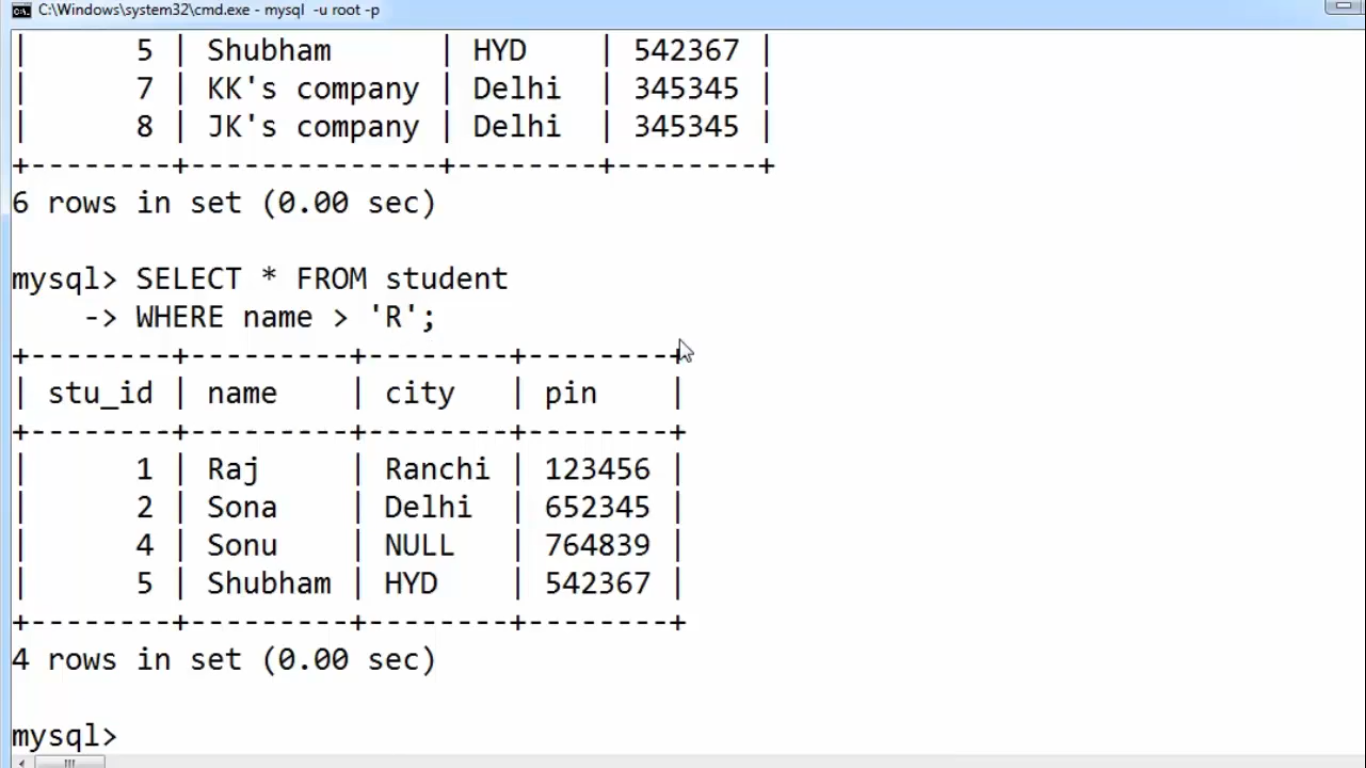 C:\Windows\system32\cmd.exe - mysql  -u root -p
|      5 | Shubham      | HYD    | 542367 |
|      7 | KK's company | Delhi  | 345345 |
|      8 | JK's company | Delhi  | 345345 |
+--------+--------------+--------+--------+
6 rows in set (0.00 sec)
mysql> SELECT * FROM student
    -> WHERE name > 'R';
+--------+---------+--------+--------+
| stu_id | name    | city   | pin    |
+--------+---------+--------+--------+
|      1 | Raj     | Ranchi | 123456 |
|      2 | Sona    | Delhi  | 652345 |
|      4 | Sonu    | NULL   | 764839 |
|      5 | Shubham | HYD    | 542367 |
+--------+---------+--------+--------+
4 rows in set (0.00 sec)
mysql>